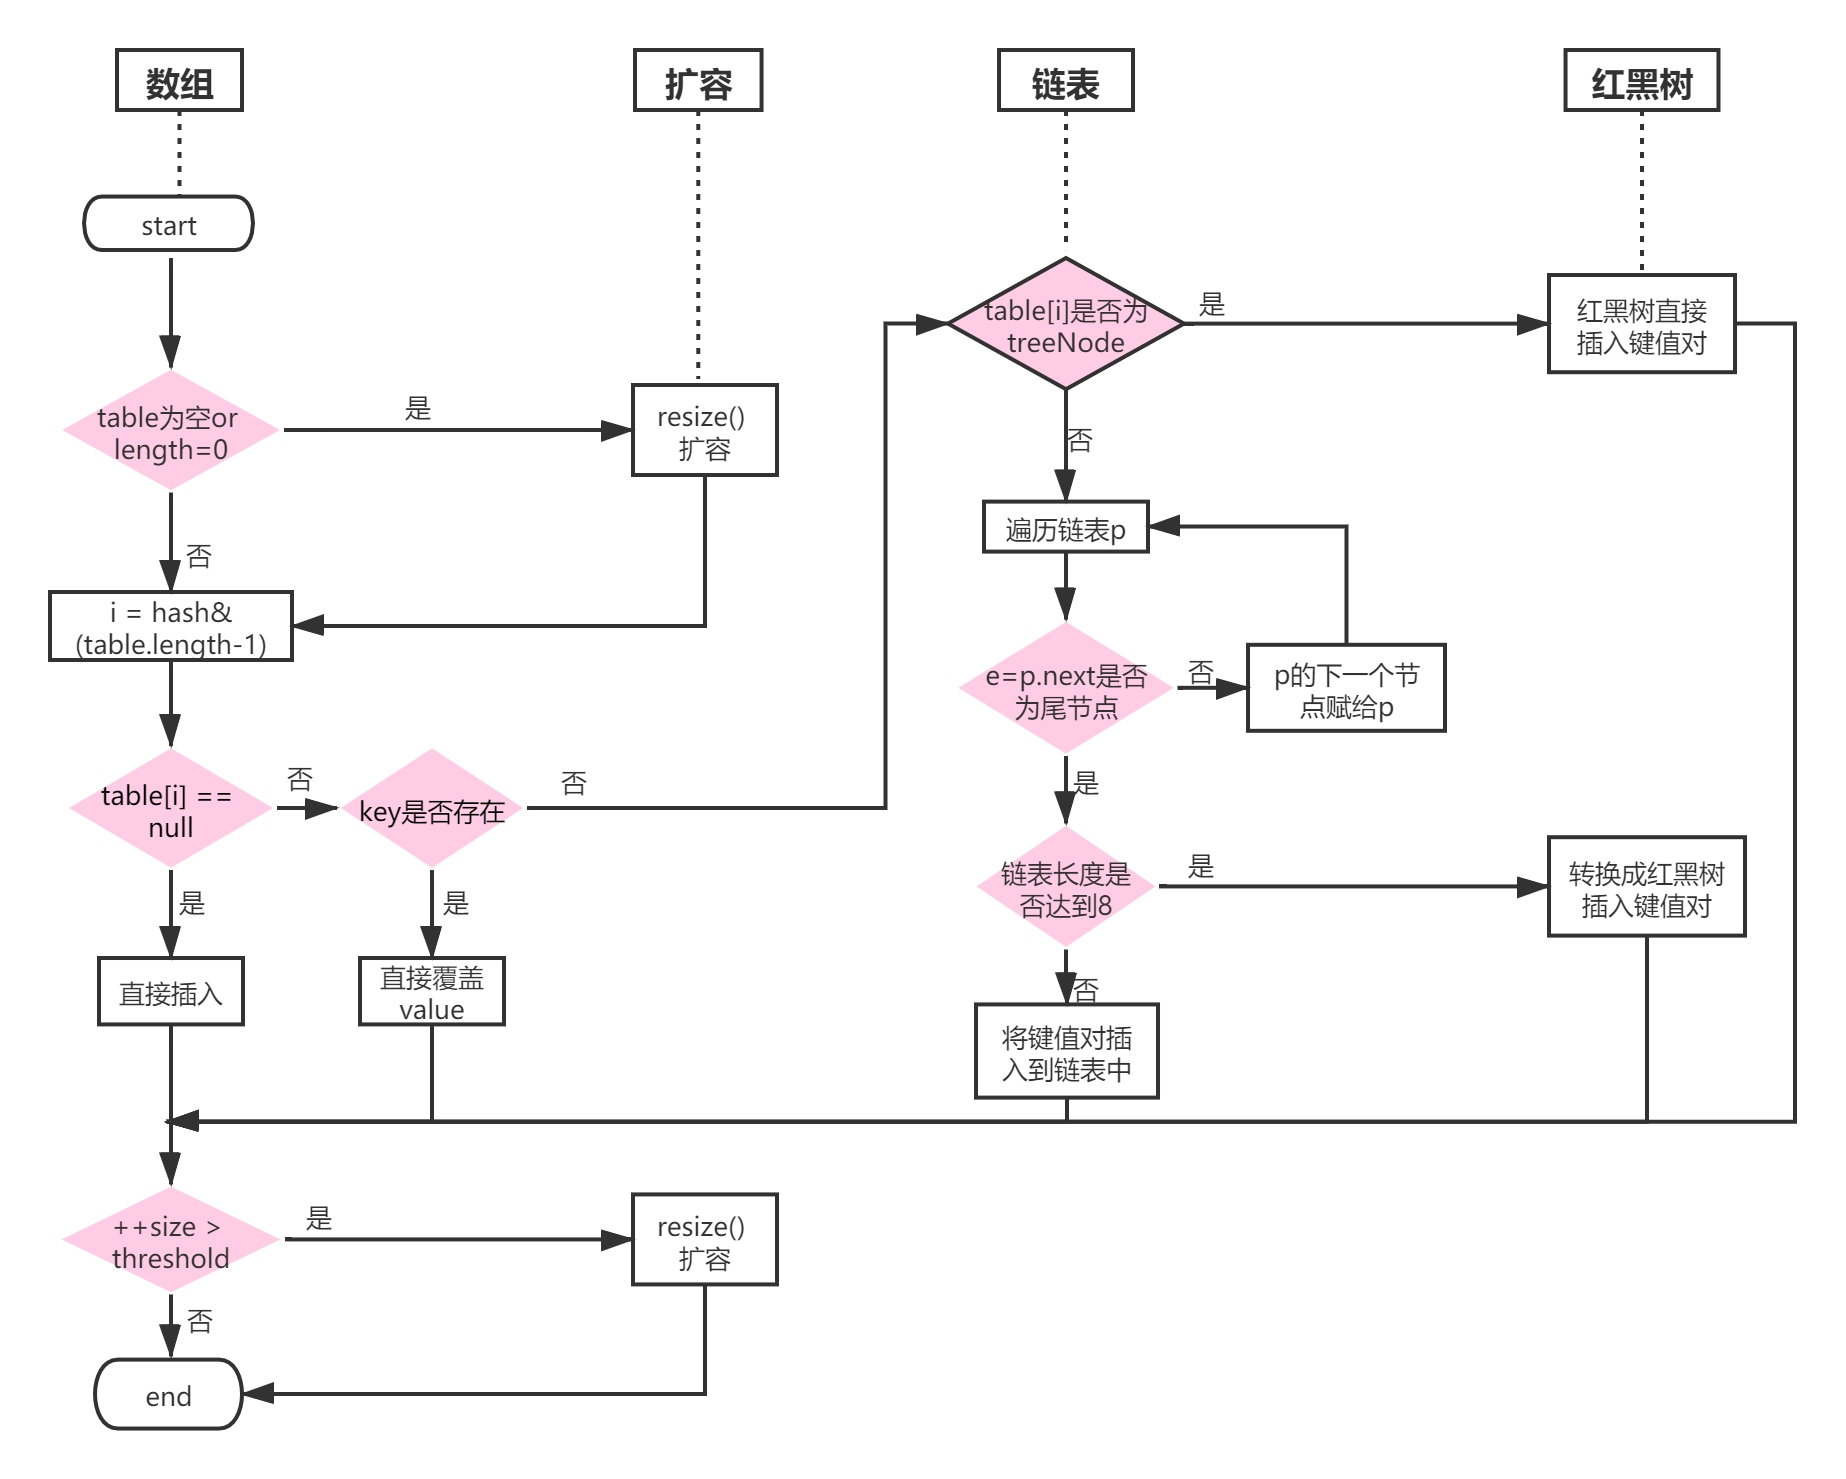 数组
扩容
链表
红黑树
start
table[i]是否为
treeNode
是
红黑树直接
插入键值对
table为空or
length=0
是
resize()
扩容
否
否
遍历链表p
i = hash&
(table.length-1)
e=p.next是否
为尾节点
否
p的下一个节
点赋给p
table[i] ==
null
否
key是否存在
否
是
链表长度是
否达到8
是
转换成红黑树
插入键值对
是
是
直接插入
直接覆盖
value
否
将键值对插
入到链表中
++size >
threshold
是
resize()
扩容
否
end